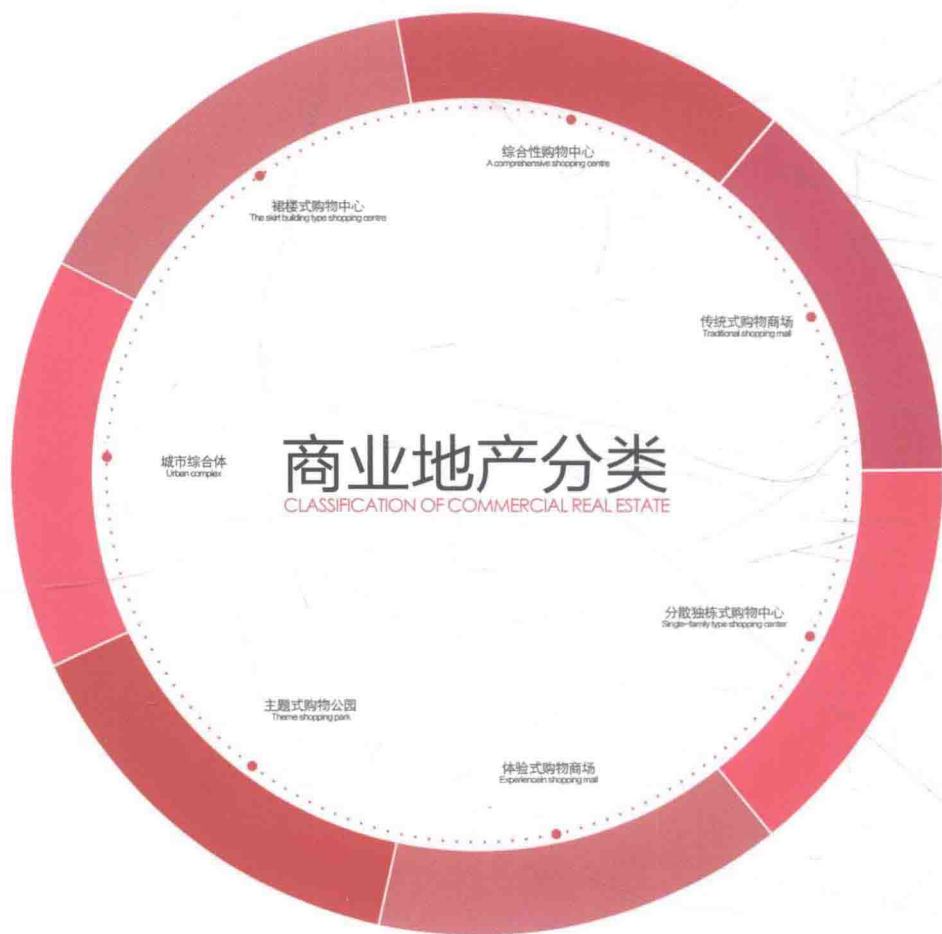 综合性购物中心
A comprehensive shopping centre
裙楼式购物中心
The skirt building type shopping centre
传统式购物商场
Traditional shopping mall
城市综合体
Urban complex
商业地产分类
CLASSIFICATION OF COMMERCIAL REAL ESTATE
分散独栋式购物中心
Single-family type shopping center
主题式购物公园
Theme shopping park
体验式购物商场
Experiencein shopping mall